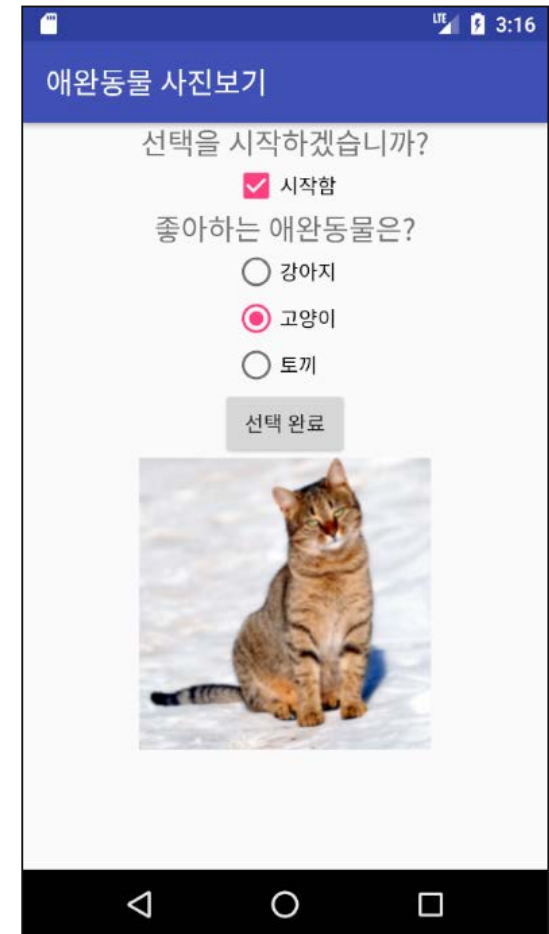 LTE 3:16
애완동물 사진보기
선택을 시작하겠습니까?
시작함
좋아하는 애완동물은?
강아지
고양이
토끼
선택 완료